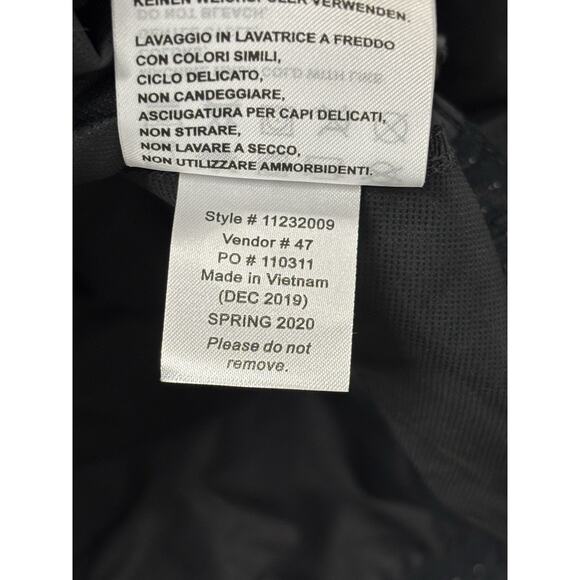 KEINEN WEICHSPÜLER VERWENDEN.
LAVAGGIO IN LAVATRICE A FREDDO
CON COLORI SIMILI,
CICLO DELICATO,
NON CANDEGGIARE,
ASCIUGATURA PER CAPI DELICATI,
NON STIRARE,
NON LAVARE A SECCO,
NON UTILIZZARE AMMORBIDENTI.
Style # 11232009
Vendor # 47
PO # 110311
Made in Vietnam
(DEC 2019)
SPRING 2020
Please do not
remove.